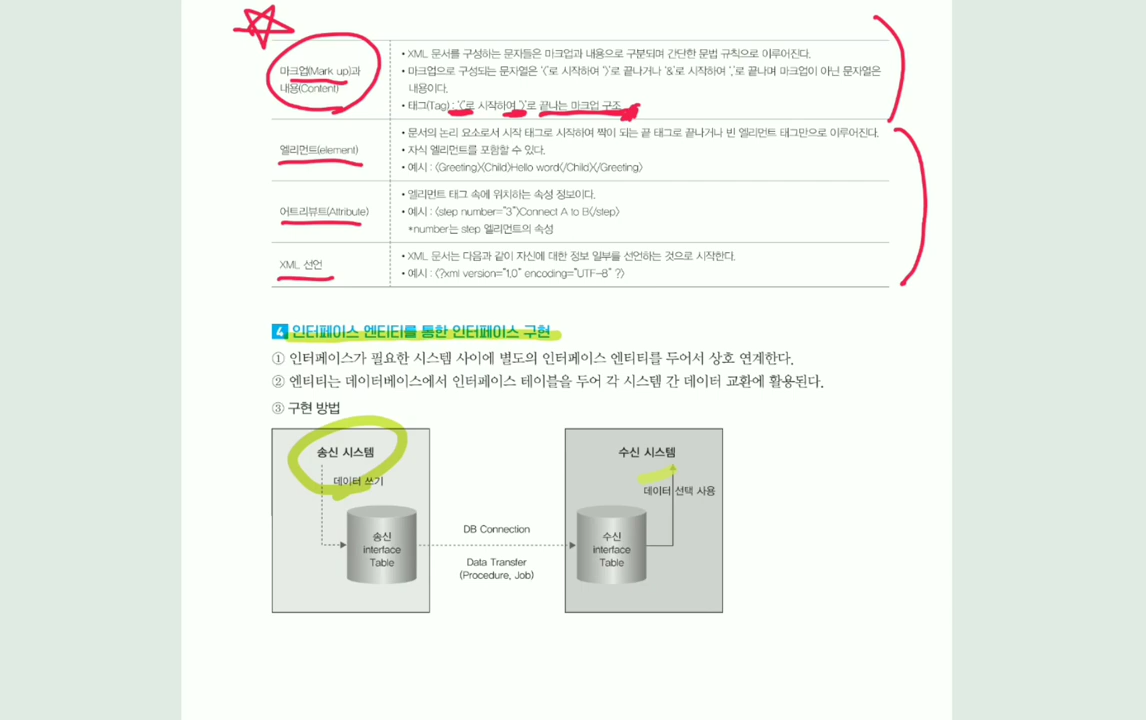 마크업(Mark up)과
내용(Content)
• XML 문서를 구성하는 문자들은 마크업과 내용으로 구분되며 간단한 문법 규칙으로 이루어진다.
• 마크업으로 구성되는 문자열은 '〈'로 시작하여 '〉'로 끝나거나 '&'로 시작하여 ';'로 끝나며 마크업이 아닌 문자열은
내용이다.
• 태그(Tag) : '〈'로 시작하여 '〉'로 끝나는 마크업 구조
엘리먼트(element)
• 문서의 논리 요소로서 시작 태그로 시작하여 짝이 되는 끝 태그로 끝나거나 빈 엘리먼트 태그만으로 이루어진다.
• 자식 엘리먼트를 포함할 수 있다.
• 예시 : 〈Greeting〉〈Child〉Hello word〈/Child〉〈/Greeting〉
어트리뷰트(Attribute)
• 엘리먼트 태그 속에 위치하는 속성 정보이다.
• 예시 : 〈step number="3"〉Connect A to B〈/step〉
*number는 step 엘리먼트의 속성
XML 선언
• XML 문서는 다음과 같이 자신에 대한 정보 일부를 선언하는 것으로 시작한다.
• 예시 : 〈?xml version="1.0" encoding="UTF-8" ?〉
4 인터페이스 엔티티를 통한 인터페이스 구현
① 인터페이스가 필요한 시스템 사이에 별도의 인터페이스 엔티티를 두어서 상호 연계한다.
② 엔티티는 데이터베이스에서 인터페이스 테이블을 두어 각 시스템 간 데이터 교환에 활용된다.
③ 구현 방법
송신 시스템
데이터 쓰기
송신
interface
Table
DB Connection
Data Transfer
(Procedure, Job)
수신 시스템
데이터 선택 사용
수신
interface
Table